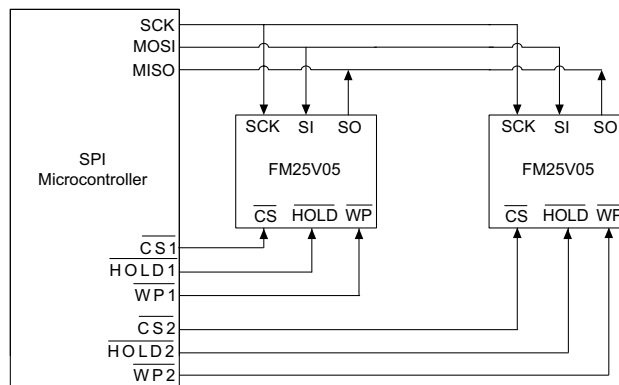 SCK
MOSI
MISO
SPI
Microcontroller
CS1
HOLD1
WP1
CS2
HOLD2
WP2
SCK SI SO
FM25V05
CS HOLD WP
SCK SI SO
FM25V05
CS HOLD WP